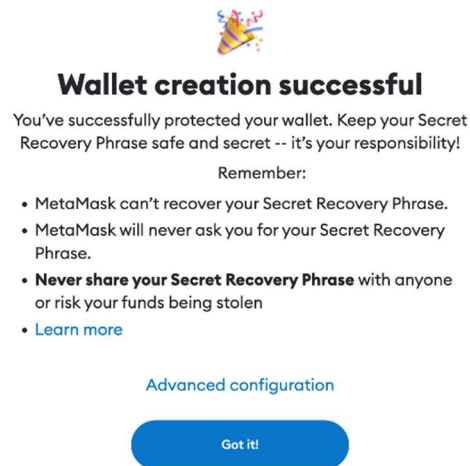 Wallet creation successful
You've successfully protected your wallet. Keep your Secret
Recovery Phrase safe and secret -- it's your responsibility!
Remember:
• MetaMask can't recover your Secret Recovery Phrase.
• MetaMask will never ask you for your Secret Recovery
Phrase.
• Never share your Secret Recovery Phrase with anyone
or risk your funds being stolen
• Learn more
Advanced configuration
Got it!